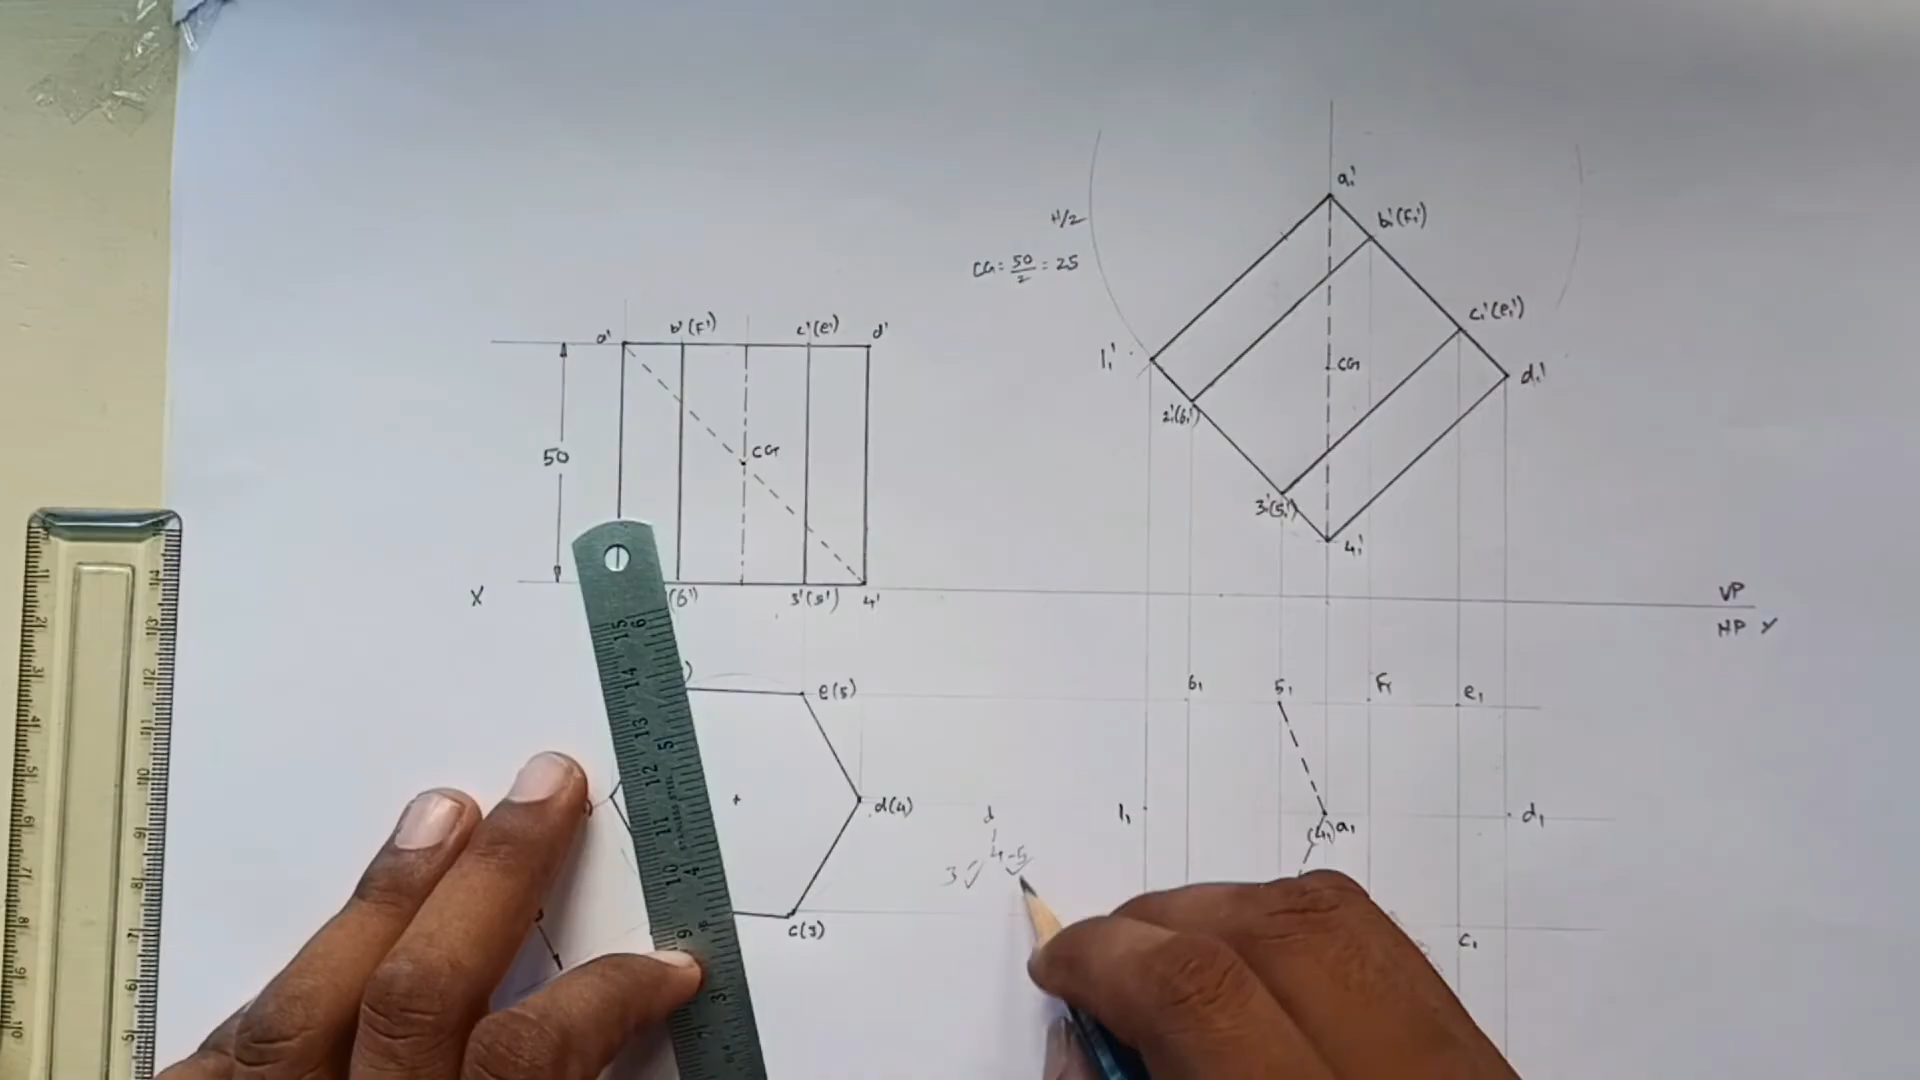 a₁'
b₁'(F₁')
H/2
CG = 50/2 = 25
c₁'(e₁')
a' b'(F') c'(e') d'
1₁' CG d₁'
2₁'(6₁')
CG
50
3₁'(5₁')
4₁'
X (6') 3'(5') 4' VP
HP Y
6₁ 5₁ F₁ e₁
e(5)
d(4) d 1₁ (4₁)a₁ d₁
3 4-5
c(3) c₁